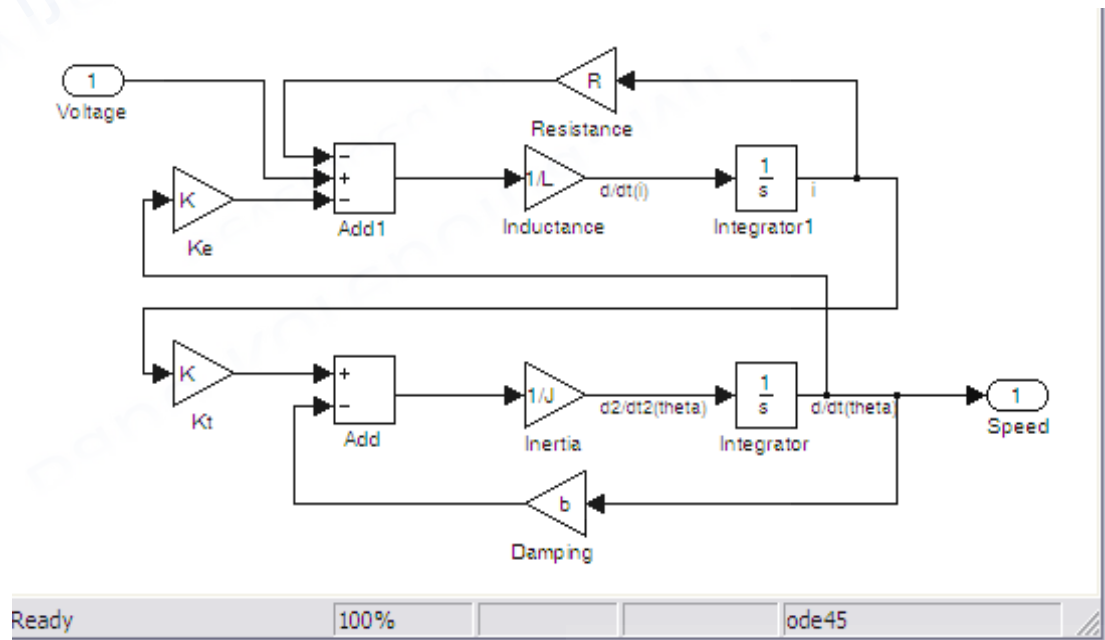 1
Voltage
R
Resistance
−
+
−
Add1
1/L
Inductance
d/dt(i)
1
s
Integrator1
i
K
Ke
K
Kt
+
−
Add
1/J
Inertia
d2/dt2(theta)
1
s
Integrator
d/dt(theta)
1
Speed
b
Damping
Ready
100%
ode45